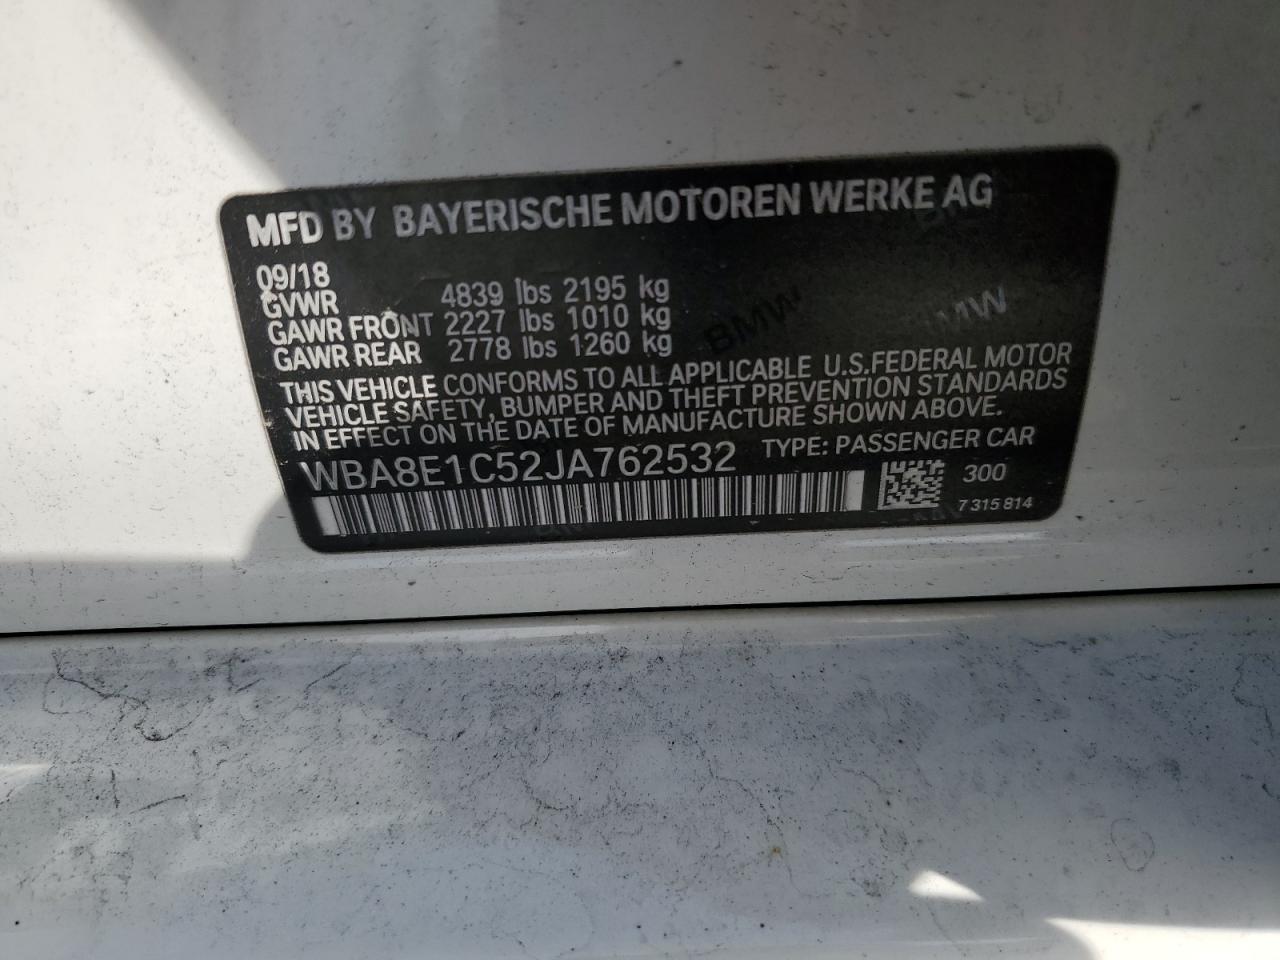 MFD BY BAYERISCHE MOTOREN WERKE AG
09/18
GVWR 4839 lbs 2195 kg
GAWR FRONT 2227 lbs 1010 kg
GAWR REAR 2778 lbs 1260 kg
THIS VEHICLE CONFORMS TO ALL APPLICABLE U.S.FEDERAL MOTOR
VEHICLE SAFETY, BUMPER AND THEFT PREVENTION STANDARDS
IN EFFECT ON THE DATE OF MANUFACTURE SHOWN ABOVE.
WBA8E1C52JA762532 TYPE: PASSENGER CAR
300
7 315 814
BMW
BMW